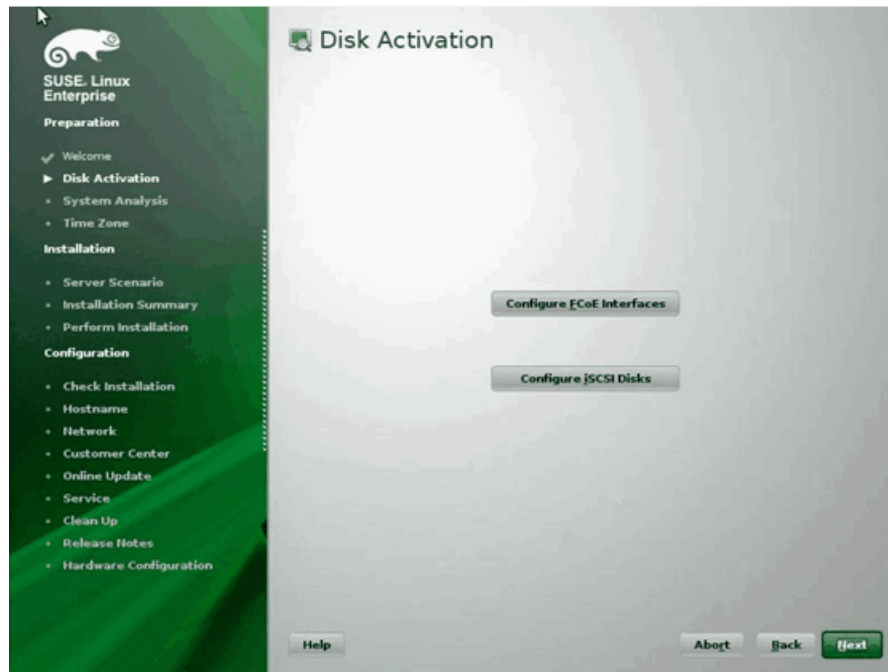 SUSE. Linux
Enterprise
Preparation
Welcome
Disk Activation
System Analysis
Time Zone
Installation
Server Scenario
Installation Summary
Perform Installation
Configuration
Check Installation
Hostname
Network
Customer Center
Online Update
Service
Clean Up
Release Notes
Hardware Configuration
Disk Activation
Configure FCoE Interfaces
Configure iSCSI Disks
Help
Abort
Back
Next